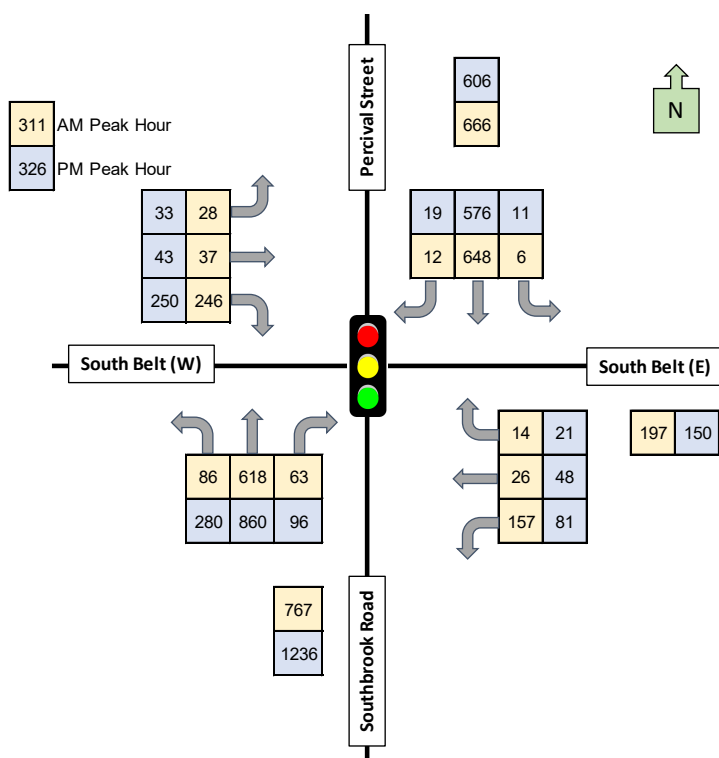 606
666
N
Percival Street
311 AM Peak Hour
326 PM Peak Hour
33 28
43 37
250 246
19 576 11
12 648 6
South Belt (W)
South Belt (E)
86 618 63
280 860 96
14 21
26 48
157 81
197 150
767
1236
Southbrook Road